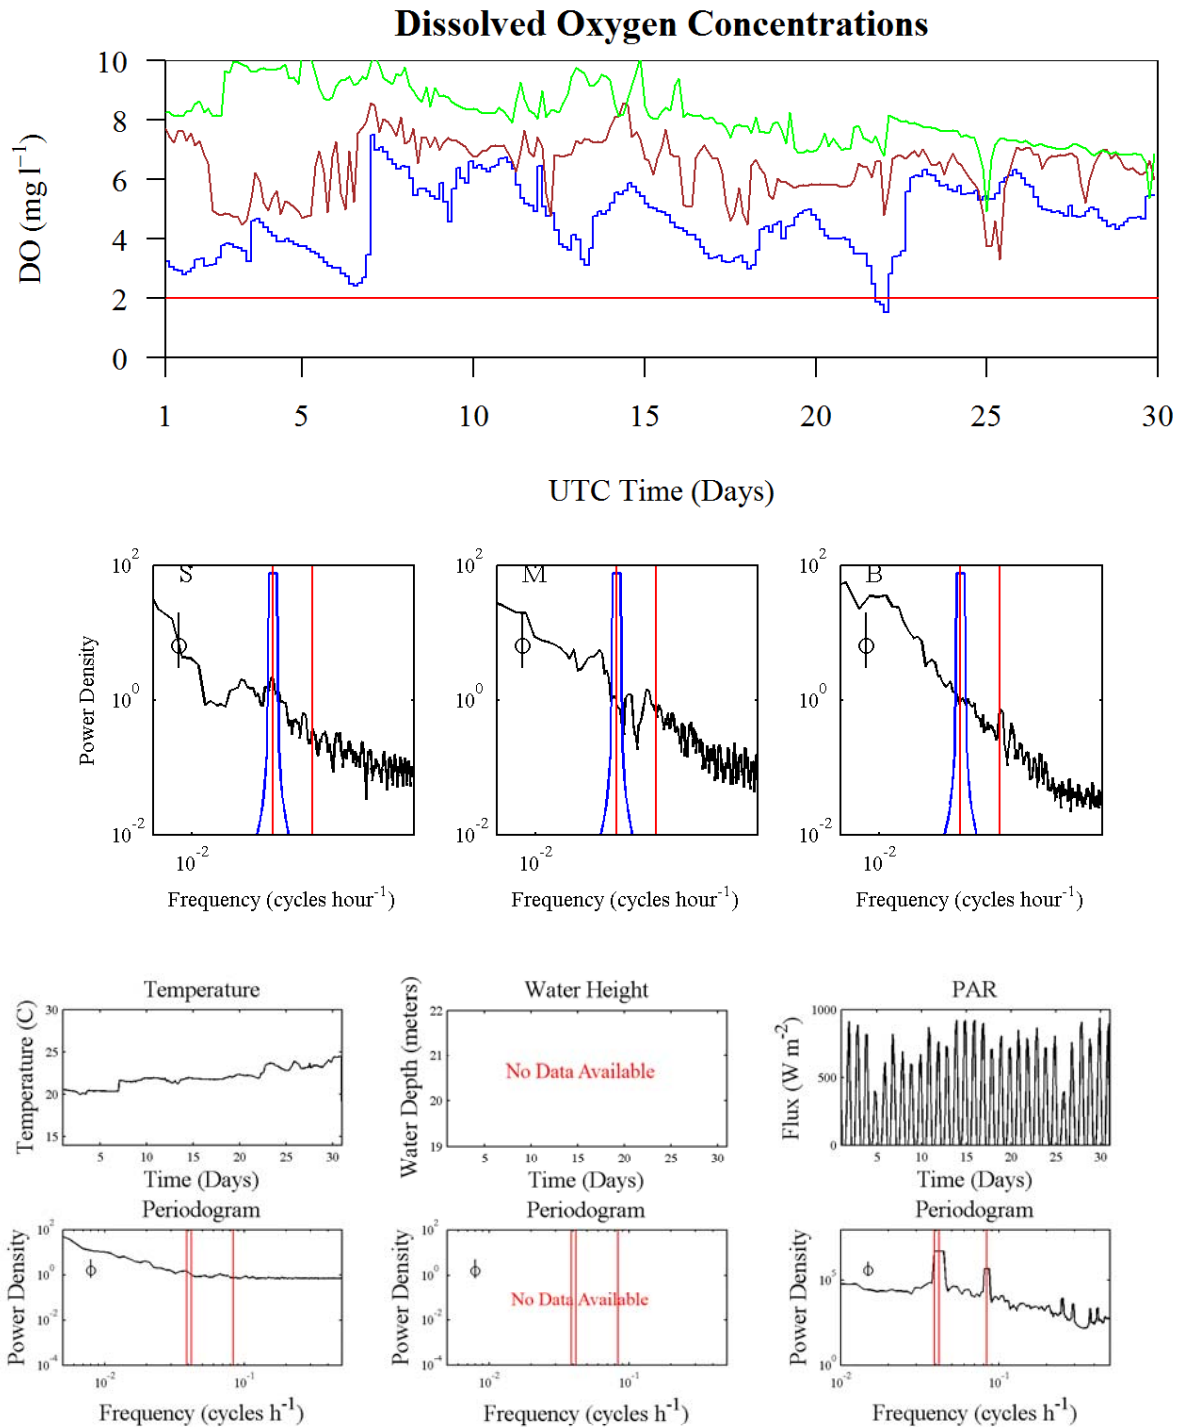 Dissolved Oxygen Concentrations
DO (mg l⁻¹)
10
8
6
4
2
0
1 5 10 15 20 25 30
UTC Time (Days)
Power Density
10² 10² 10²
S M B
10⁰ 10⁰ 10⁰
10⁻² 10⁻² 10⁻²
10⁻² 10⁻² 10⁻²
Frequency (cycles hour⁻¹) Frequency (cycles hour⁻¹) Frequency (cycles hour⁻¹)
Temperature Water Height PAR
Temperature (C)
30
25
20
15
5 10 15 20 25 30
Time (Days)
Water Depth (meters)
22
21
20
19
No Data Available
5 10 15 20 25 30
Time (Days)
Flux (W m⁻²)
1000
500
0
5 10 15 20 25 30
Time (Days)
Periodogram Periodogram Periodogram
Power Density
10²
10⁰
10⁻²
10⁻⁴
10⁻² 10⁻¹
Frequency (cycles h⁻¹)
Power Density
10²
10⁰
10⁻²
10⁻⁴
No Data Available
10⁻² 10⁻¹
Frequency (cycles h⁻¹)
Power Density
10⁵
10⁰
10⁻² 10⁻¹
Frequency (cycles h⁻¹)